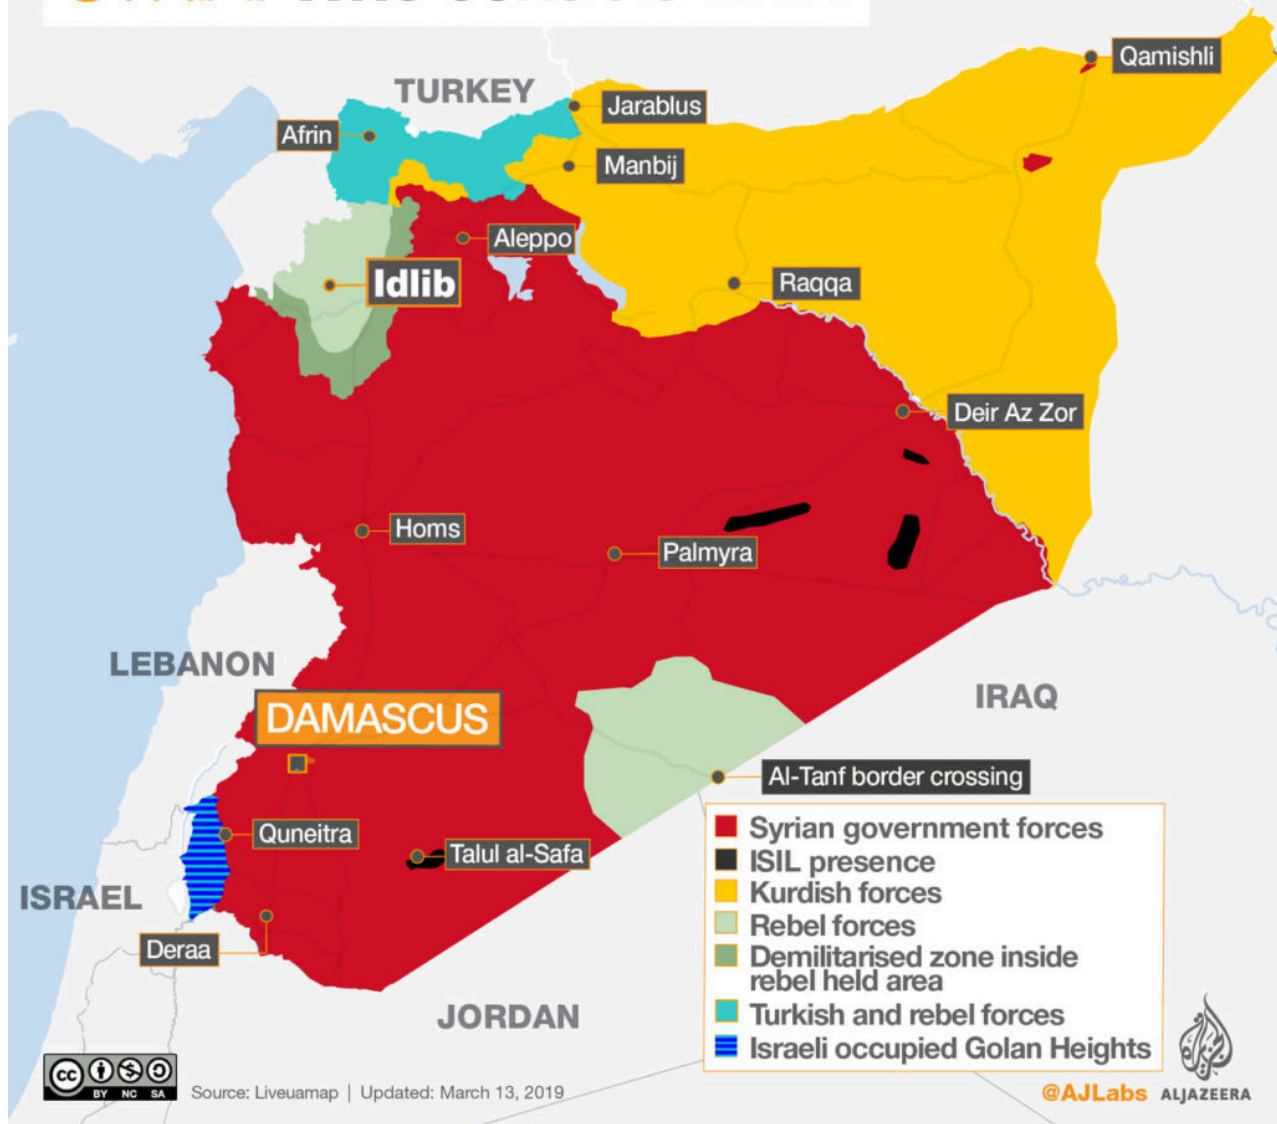 TURKEY
Qamishli
Jarablus
Afrin
Manbij
Aleppo
Idlib
Raqqa
Deir Az Zor
Homs
Palmyra
LEBANON
IRAQ
DAMASCUS
Al-Tanf border crossing
Quneitra
Talul al-Safa
ISRAEL
Deraa
JORDAN
Syrian government forces
ISIL presence
Kurdish forces
Rebel forces
Demilitarised zone inside
rebel held area
Turkish and rebel forces
Israeli occupied Golan Heights
cc
BY NC SA
Source: Liveuamap | Updated: March 13, 2019
@AJLabs
ALJAZEERA